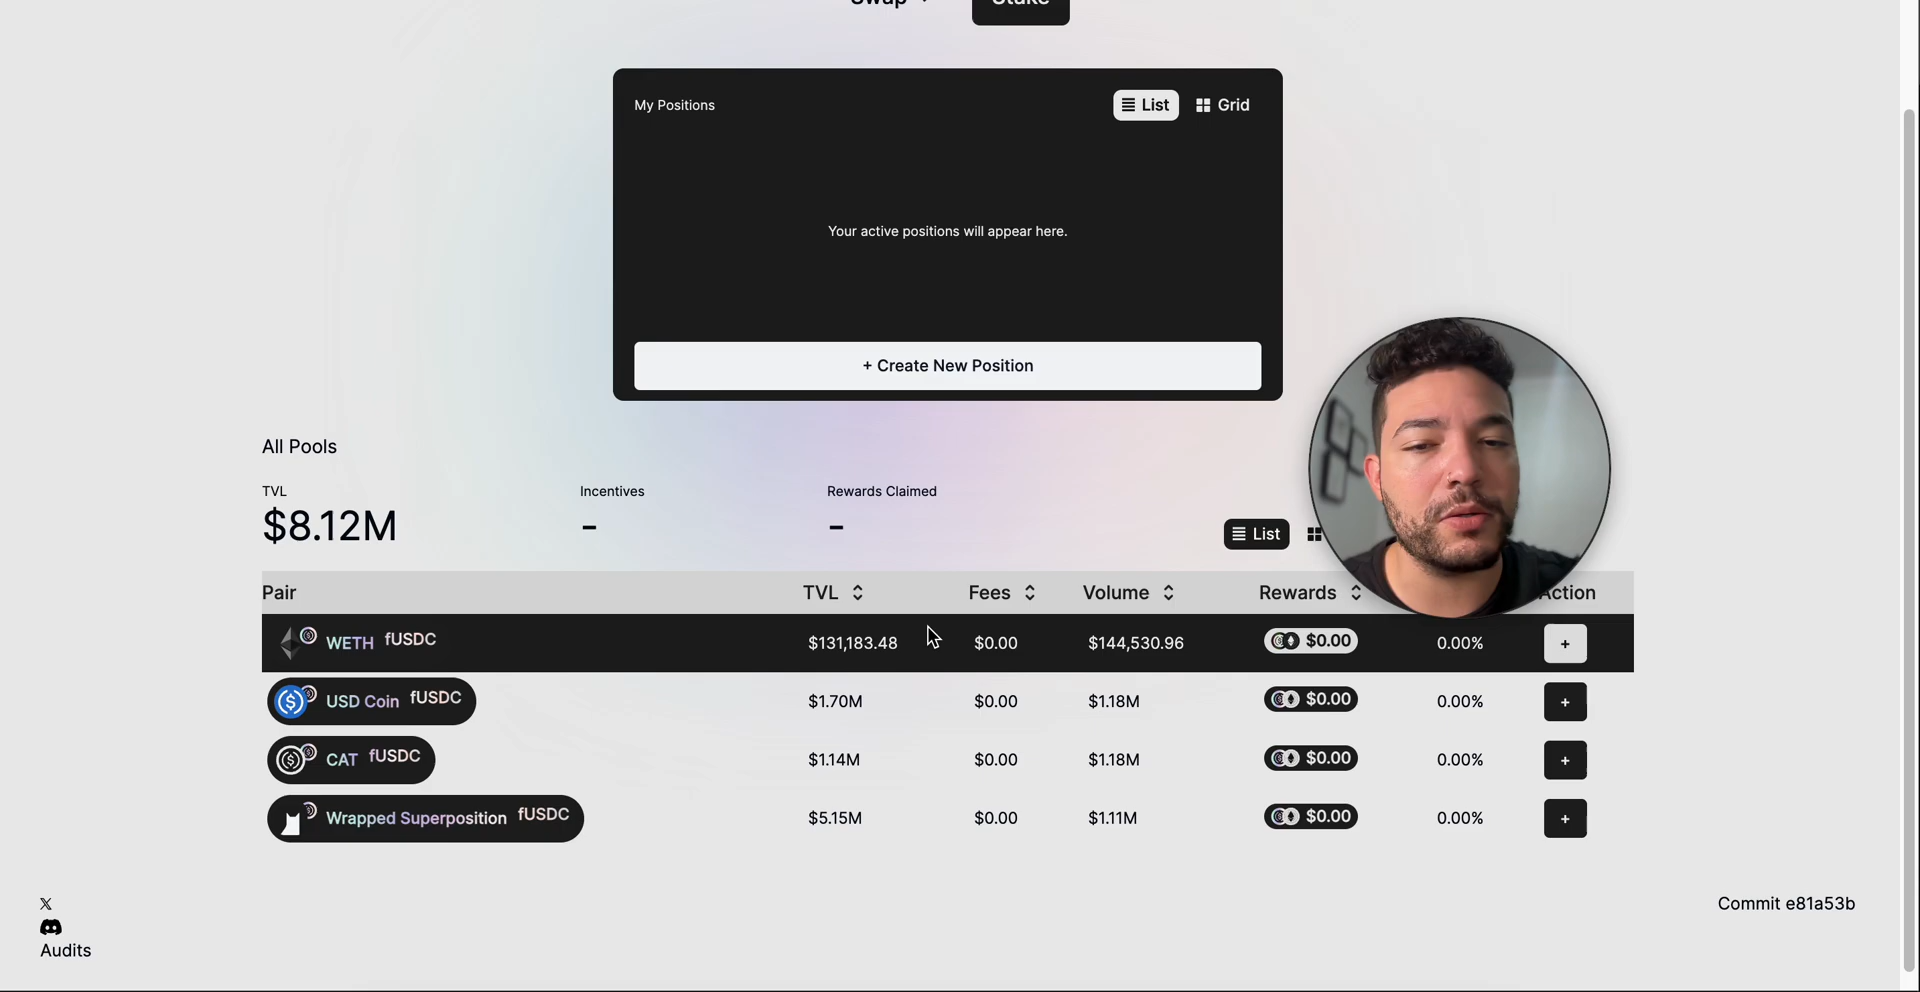 Swap
Stake
My Positions
List
Grid
Your active positions will appear here.
+ Create New Position
All Pools
TVL
Incentives
Rewards Claimed
$8.12M
-
-
List
Pair
TVL
Fees
Volume
Rewards
Action
WETH fUSDC
$131,183.48
$0.00
$144,530.96
$0.00
0.00%
+
USD Coin fUSDC
$1.70M
$0.00
$1.18M
$0.00
0.00%
+
CAT fUSDC
$1.14M
$0.00
$1.18M
$0.00
0.00%
+
Wrapped Superposition fUSDC
$5.15M
$0.00
$1.11M
$0.00
0.00%
+
Commit e81a53b
Audits